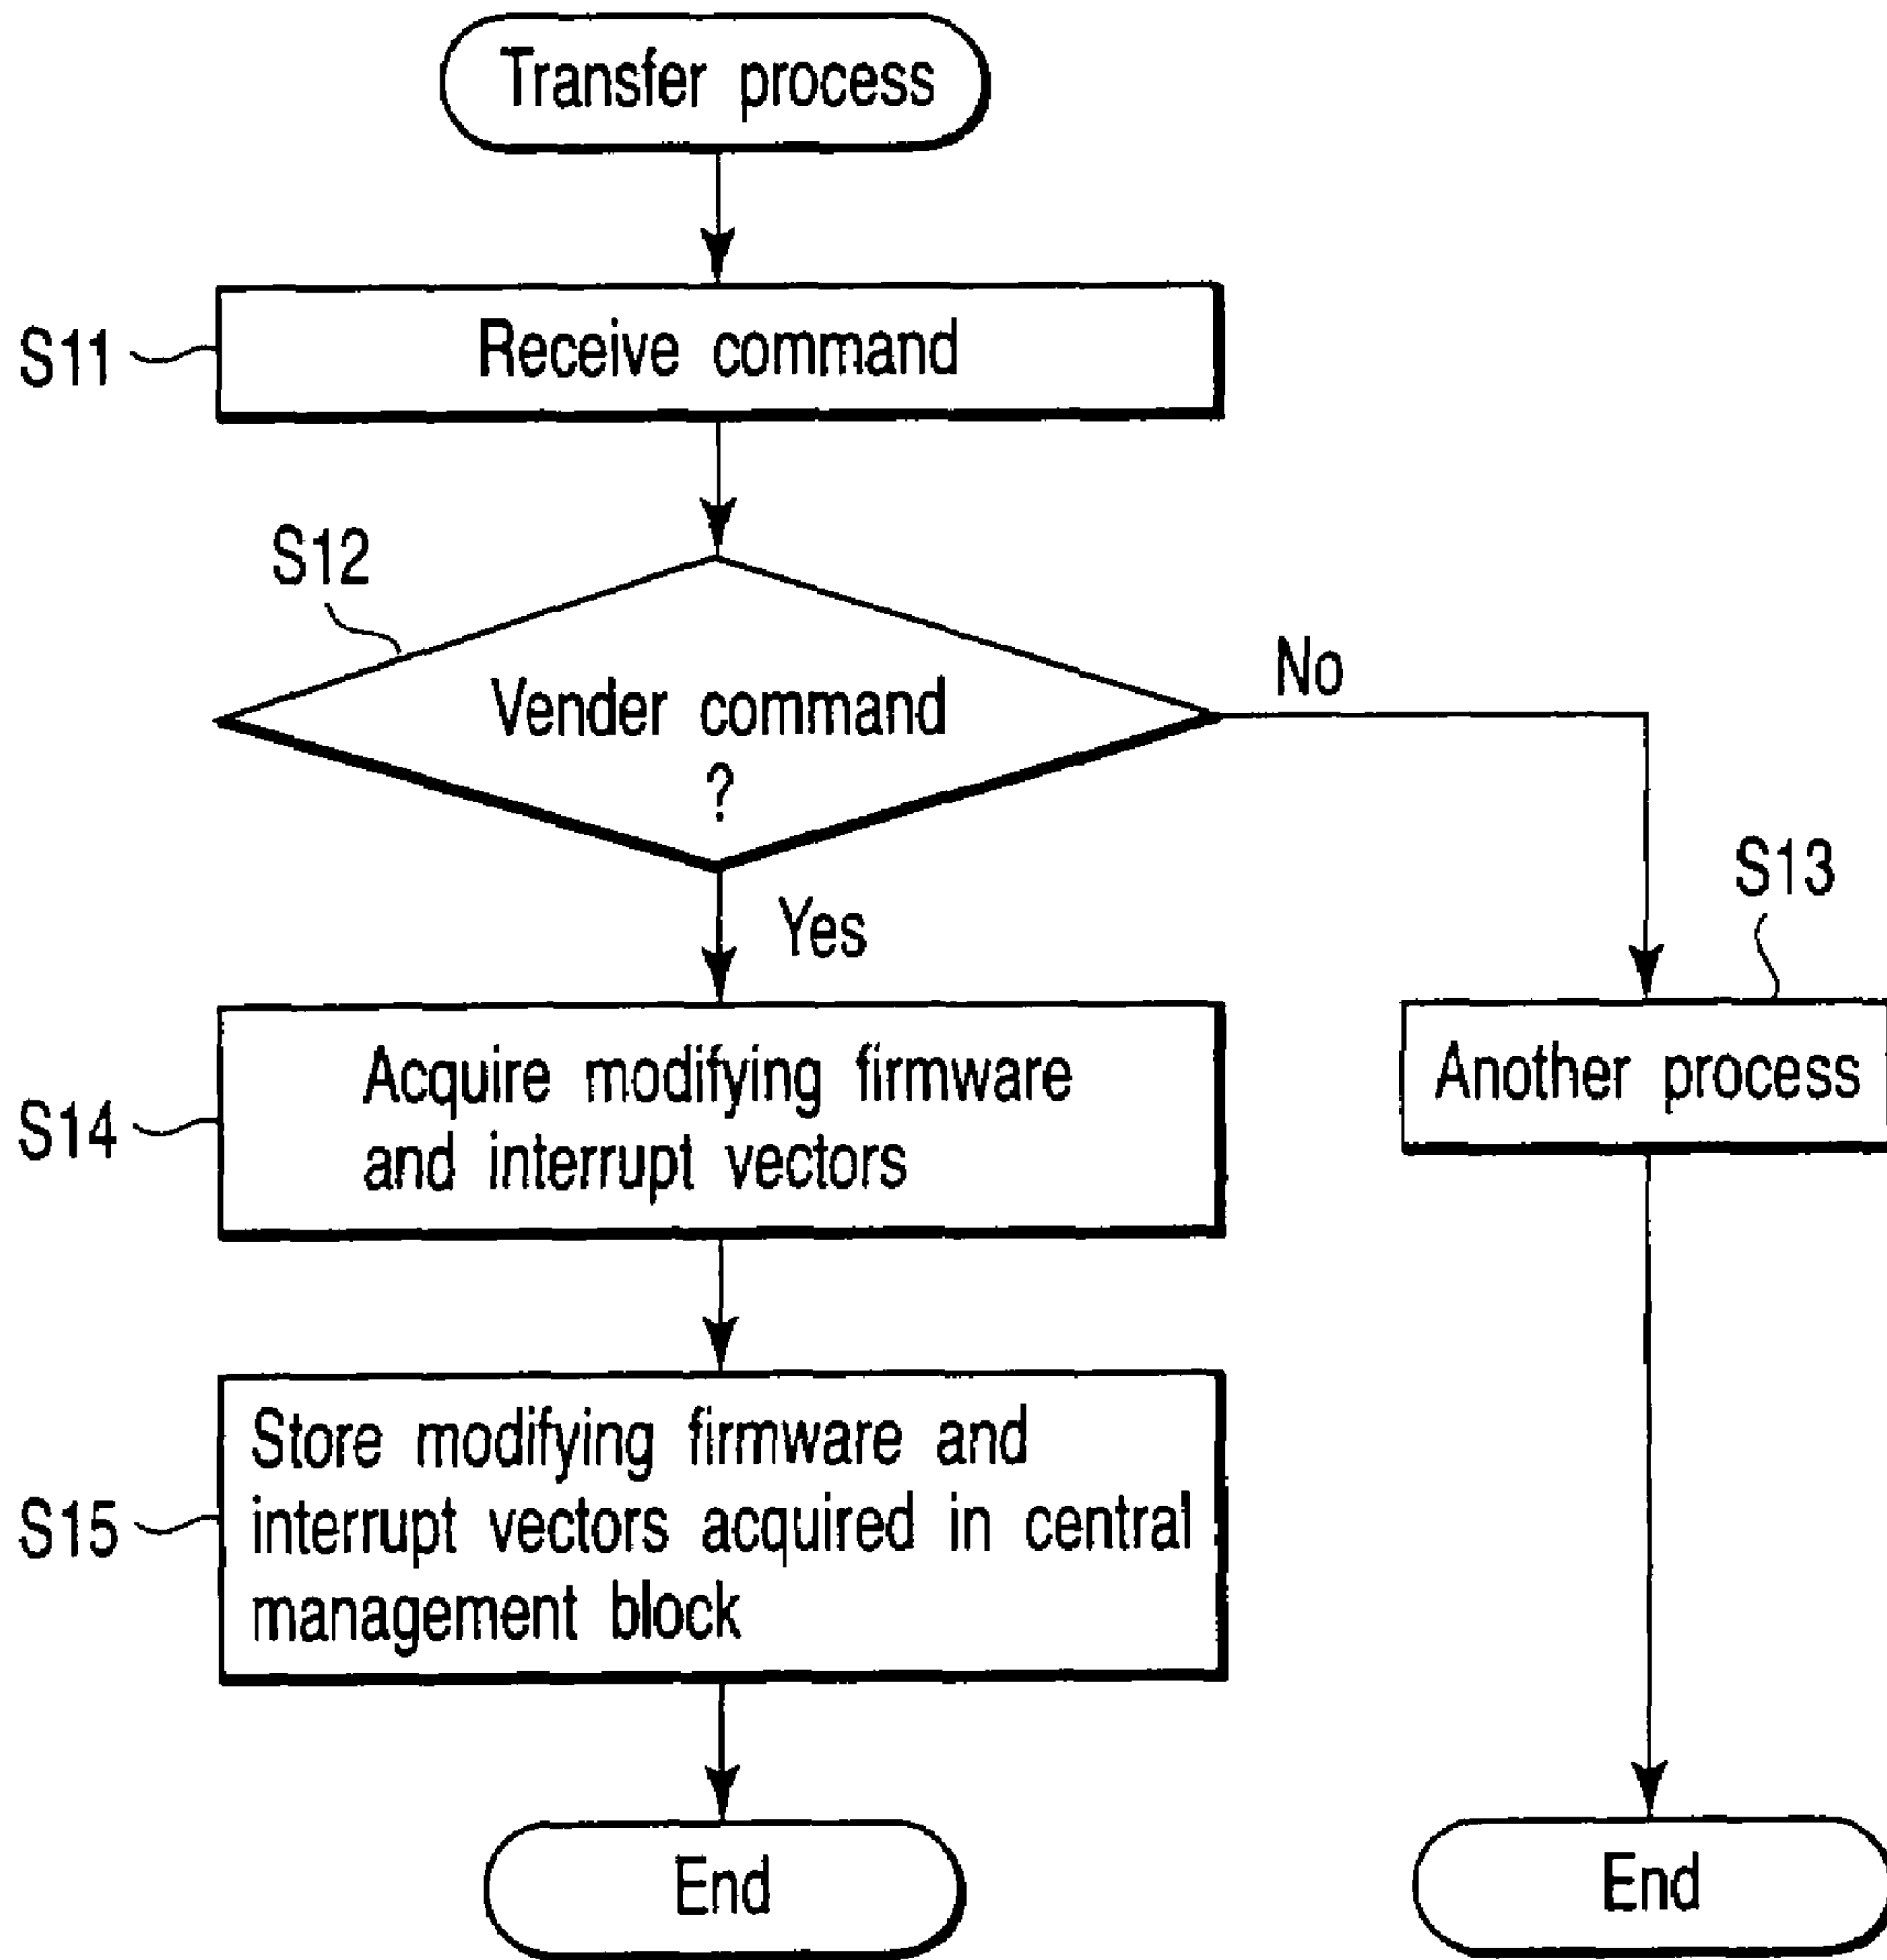 Transfer process
S11
Receive command
S12
Vender command
?
No
Yes
S13
Another process
S14
Acquire modifying firmware
and interrupt vectors
S15
Store modifying firmware and
interrupt vectors acquired in central
management block
End
End